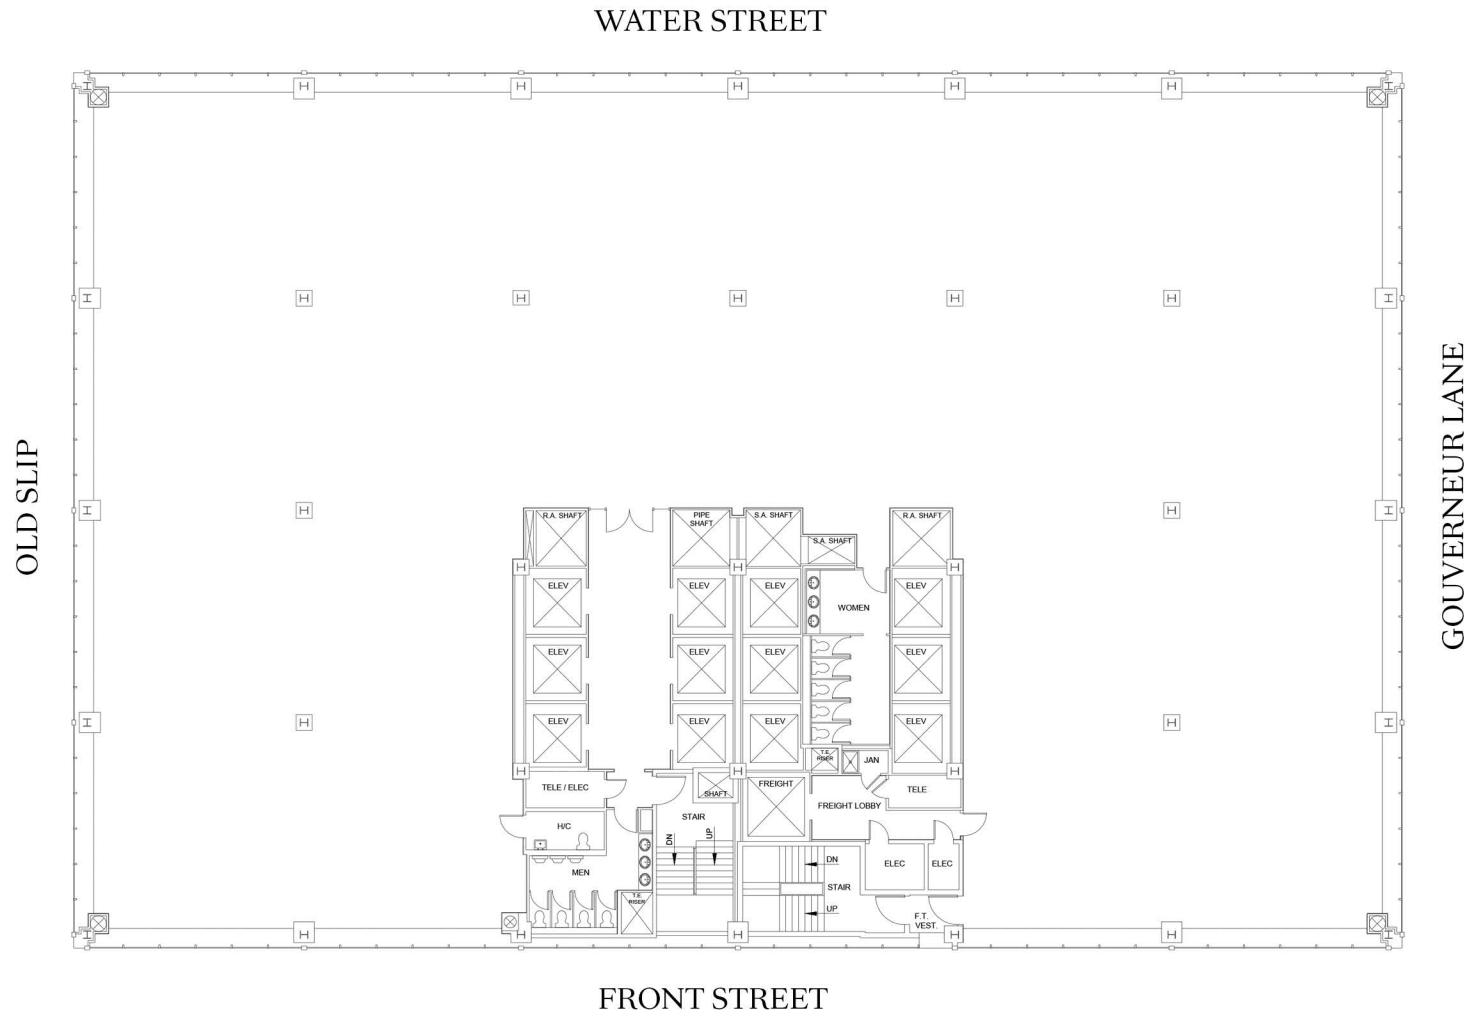 WATER STREET
OLD SLIP
GOUVERNEUR LANE
R.A. SHAFT
PIPE
SHAFT
S.A. SHAFT
R.A. SHAFT
S.A. SHAFT
ELEV
ELEV
ELEV
ELEV
WOMEN
ELEV
ELEV
ELEV
ELEV
ELEV
ELEV
ELEV
ELEV
T.E.
RISER
JAN
TELE / ELEC
SHAFT
FREIGHT
TELE
FREIGHT LOBBY
STAIR
H/C
DN
UP
MEN
DN
ELEC
ELEC
STAIR
T.E.
RISER
UP
F.T.
VEST.
FRONT STREET